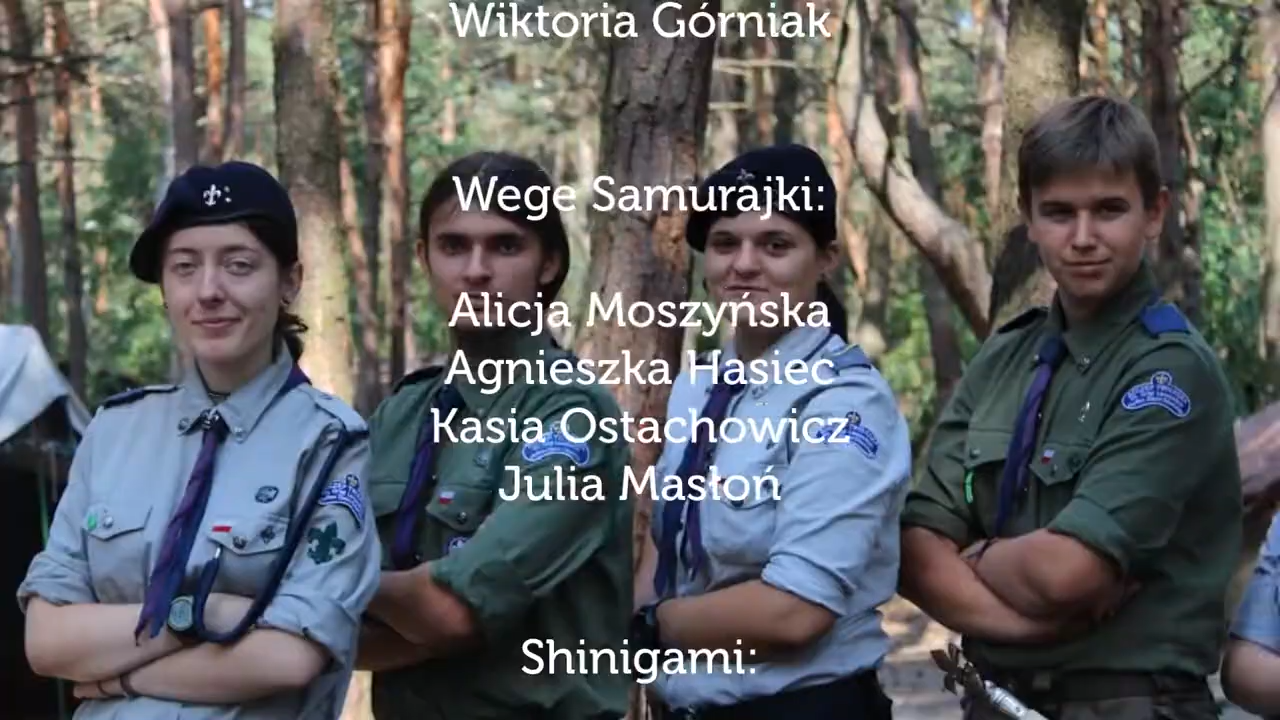 Wiktoria Górniak
Wege Samurajki:
Alicja Moszyńska
Agnieszka Hasiec
Kasia Ostachowicz
Julia Masłoń
Shinigami: